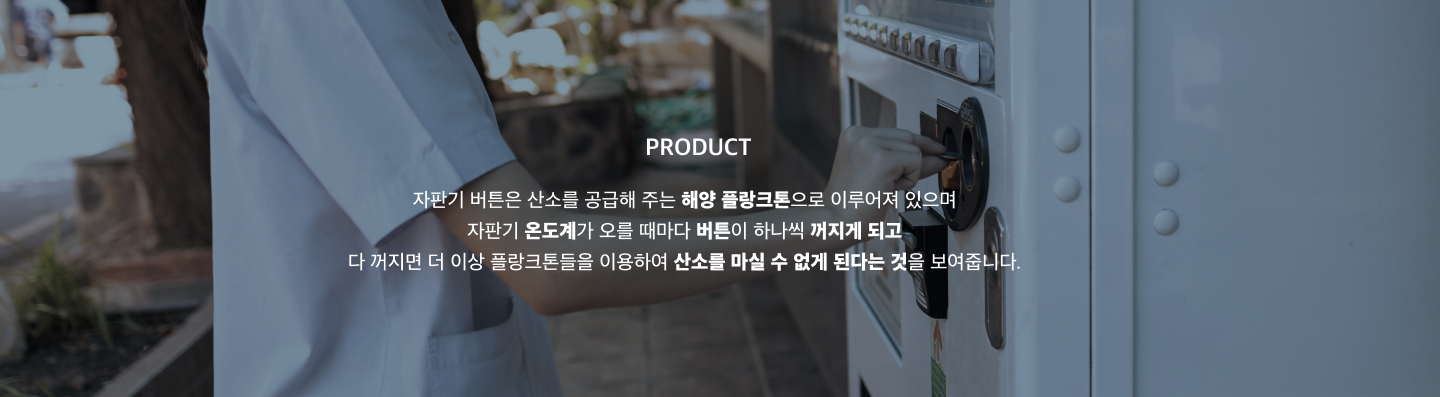 PRODUCT
자판기 버튼은 산소를 공급해 주는 해양 플랑크톤으로 이루어져 있으며
자판기 온도계가 오를 때마다 버튼이 하나씩 꺼지게 되고
다 꺼지면 더 이상 플랑크톤들을 이용하여 산소를 마실 수 없게 된다는 것을 보여줍니다.